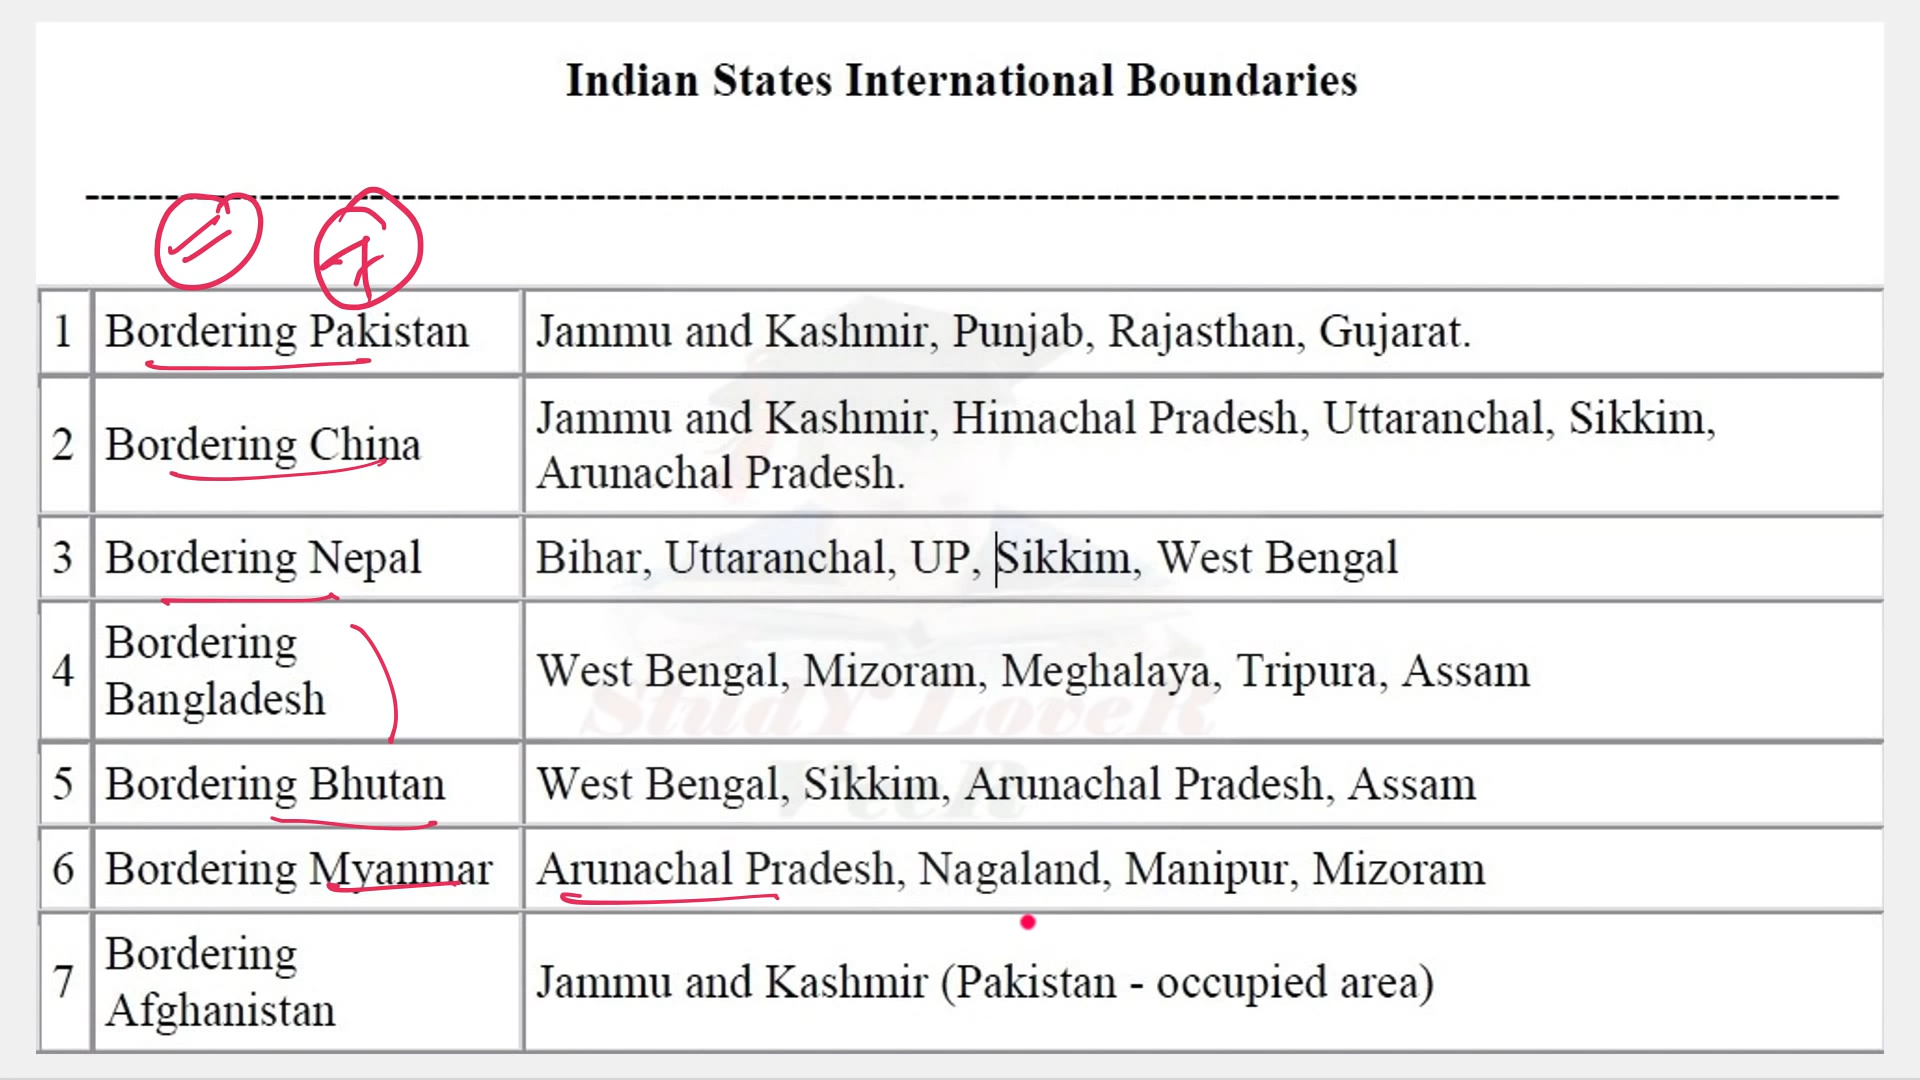 Indian States International Boundaries
1 Bordering Pakistan Jammu and Kashmir, Punjab, Rajasthan, Gujarat.
2 Bordering China Jammu and Kashmir, Himachal Pradesh, Uttaranchal, Sikkim,
Arunachal Pradesh.
3 Bordering Nepal Bihar, Uttaranchal, UP, Sikkim, West Bengal
4 Bordering
Bangladesh West Bengal, Mizoram, Meghalaya, Tripura, Assam
StudY LoveR
5 Bordering Bhutan West Bengal, Sikkim, Arunachal Pradesh, Assam
VeeR
6 Bordering Myanmar Arunachal Pradesh, Nagaland, Manipur, Mizoram
7 Bordering
Afghanistan Jammu and Kashmir (Pakistan - occupied area)